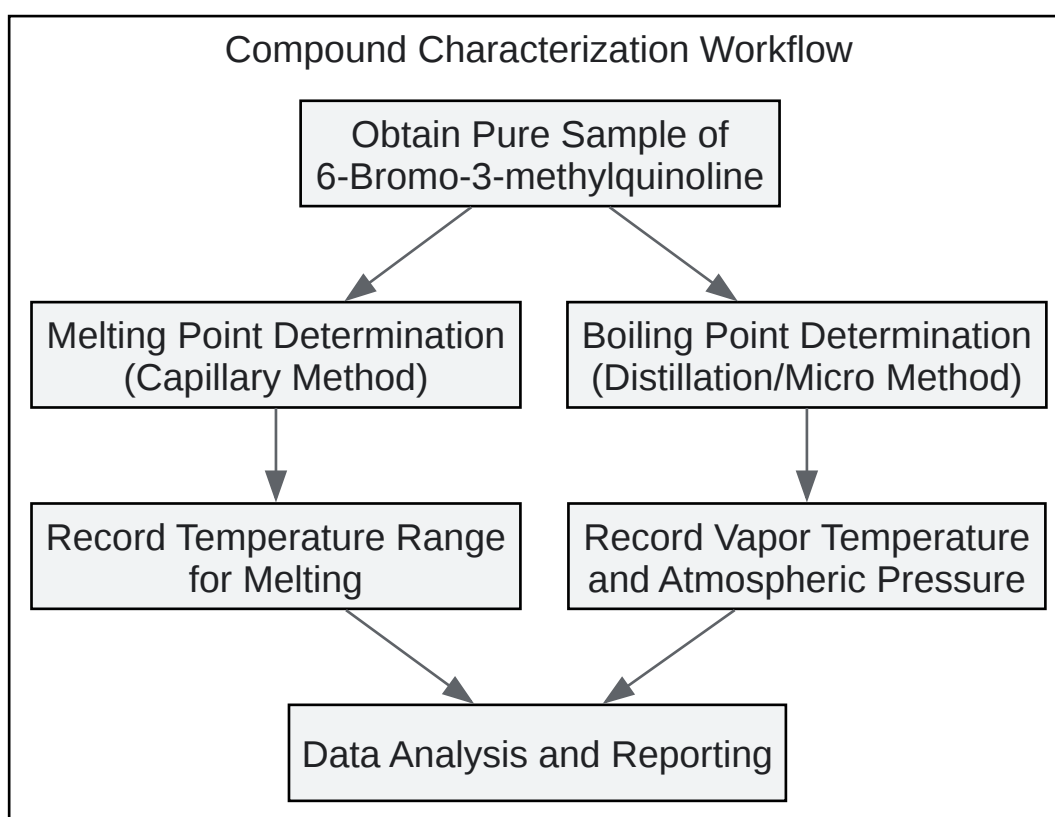 Compound Characterization Workflow
Obtain Pure Sample of
6-Bromo-3-methylquinoline
Melting Point Determination
(Capillary Method)
Boiling Point Determination
(Distillation/Micro Method)
Record Temperature Range
for Melting
Record Vapor Temperature
and Atmospheric Pressure
Data Analysis and Reporting